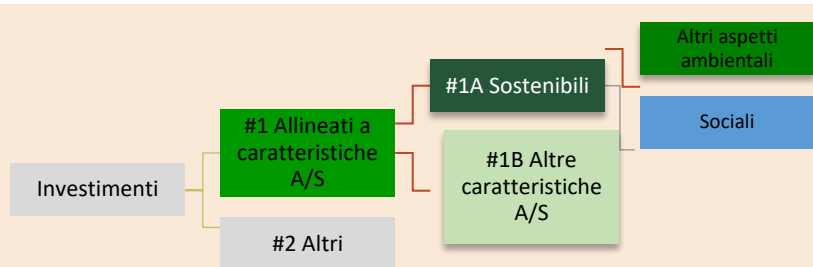 Investimenti
#1 Allineati a
caratteristiche
A/S
#2 Altri
#1A Sostenibili
#1B Altre
caratteristiche
A/S
Altri aspetti
ambientali
Sociali